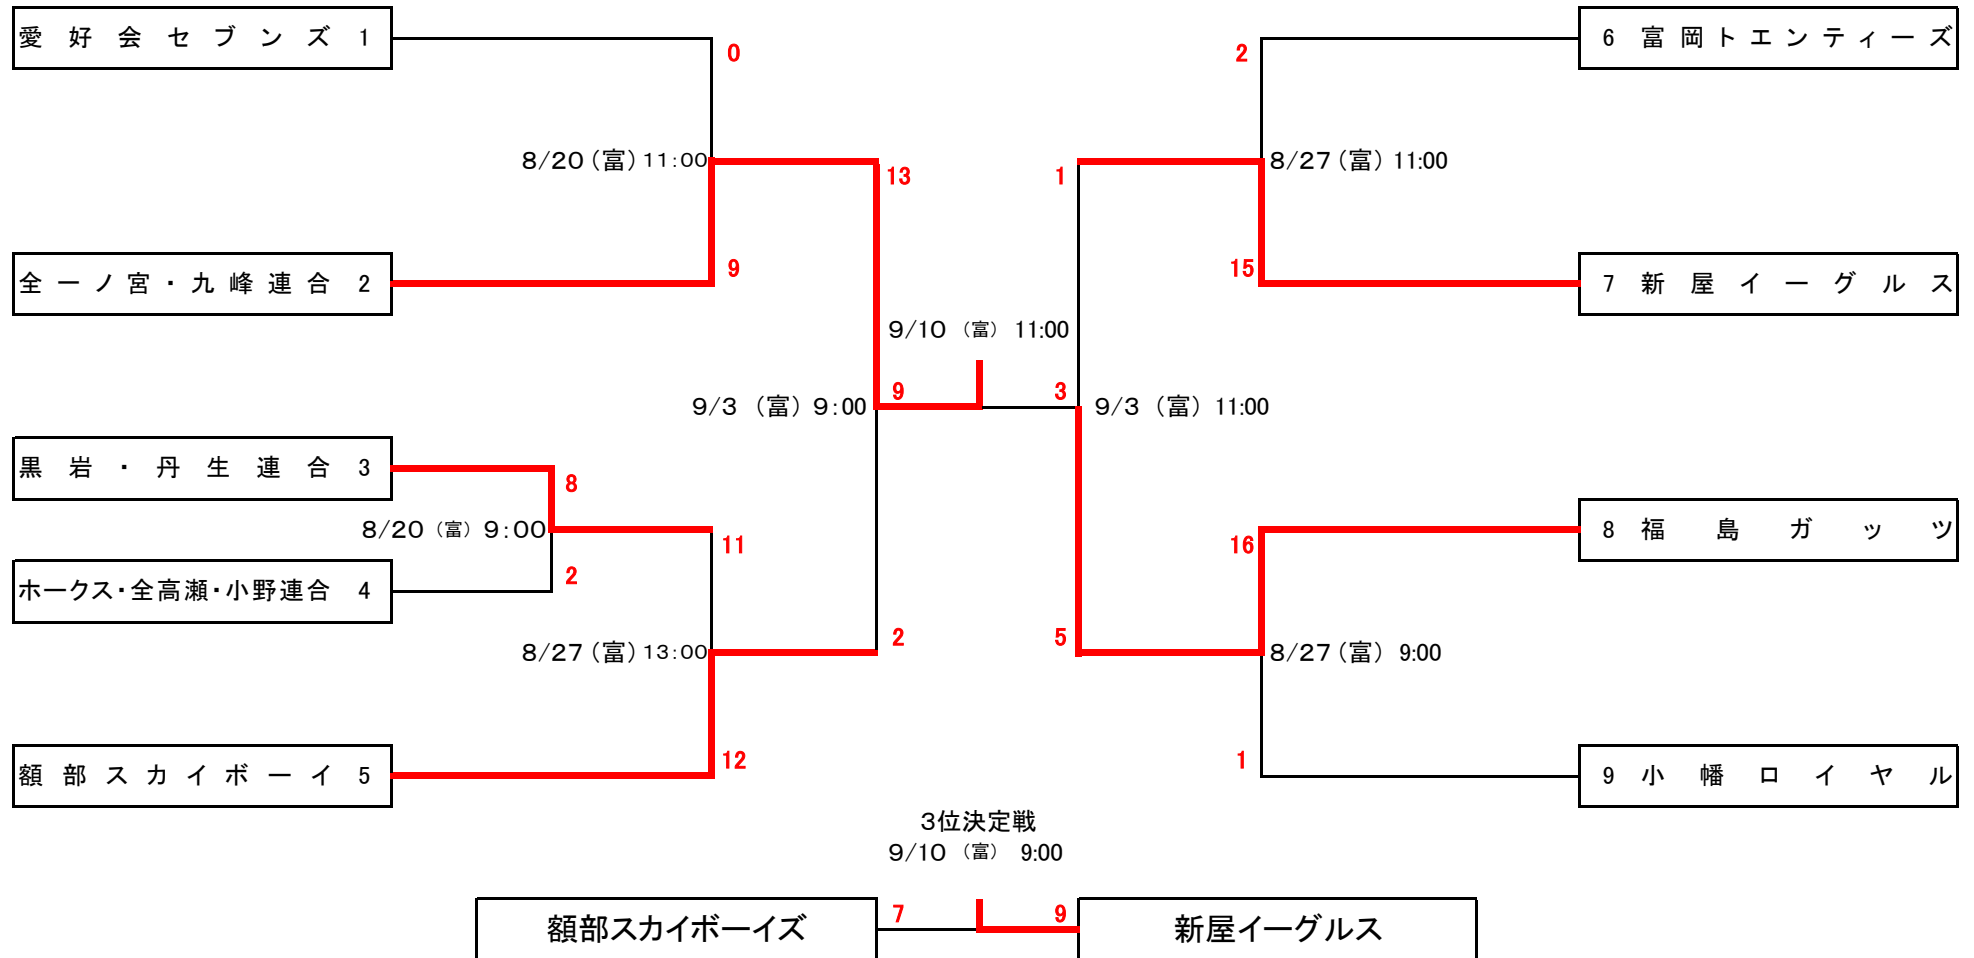 愛好会セブンズ 1
0
2
6 富岡トエンティーズ
8/20（富）11:00
13
1
8/27（富）11:00
全一ノ宮・九峰連合 2
9
15
7 新屋イーグルス
9/10 （富） 11:00
9/3 （富）9:00
9
3
9/3 （富）11:00
黒岩・丹生連合 3
8
8/20 （富）9:00
11
16
8 福島ガッツ
ホークス・全高瀬・小野連合 4
2
8/27（富）13:00
2
5
8/27（富） 9:00
額部スカイボーイ 5
12
1
9 小幡ロイヤル
3位決定戦
9/10 （富） 9:00
額部スカイボーイズ
7
9
新屋イーグルス